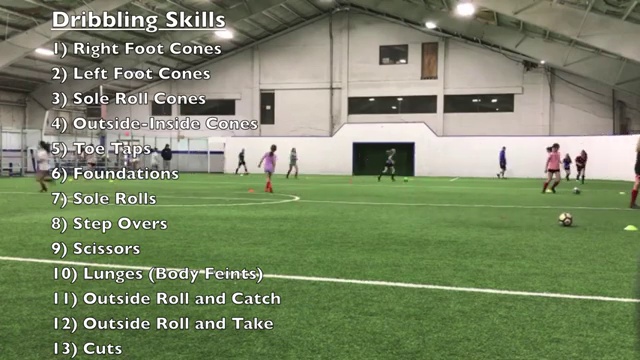 Dribbling Skills
1) Right Foot Cones
2) Left Foot Cones
3) Sole Roll Cones
4) Outside-Inside Cones
5) Toe Taps
6) Foundations
7) Sole Rolls
8) Step Overs
9) Scissors
10) Lunges (Body Feints)
11) Outside Roll and Catch
12) Outside Roll and Take
13) Cuts